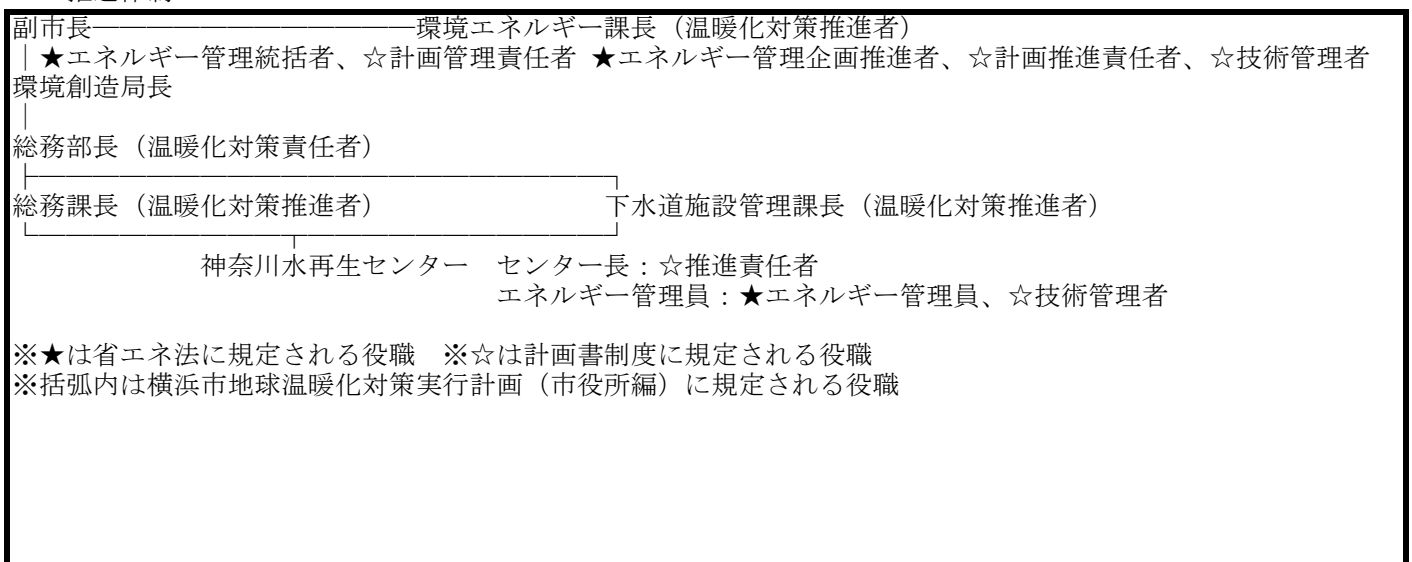 副市長――――――――――――環境エネルギー課長（温暖化対策推進者）
｜★エネルギー管理統括者、☆計画管理責任者 ★エネルギー管理企画推進者、☆計画推進責任者、☆技術管理者
環境創造局長
｜
総務部長（温暖化対策責任者）
├─────────────────────┐
総務課長（温暖化対策推進者）　　　　　　　　　下水道施設管理課長（温暖化対策推進者）
└─────────┬───────────┘
神奈川水再生センター　センター長：☆推進責任者
エネルギー管理員：★エネルギー管理員、☆技術管理者
※★は省エネ法に規定される役職　※☆は計画書制度に規定される役職
※括弧内は横浜市地球温暖化対策実行計画（市役所編）に規定される役職